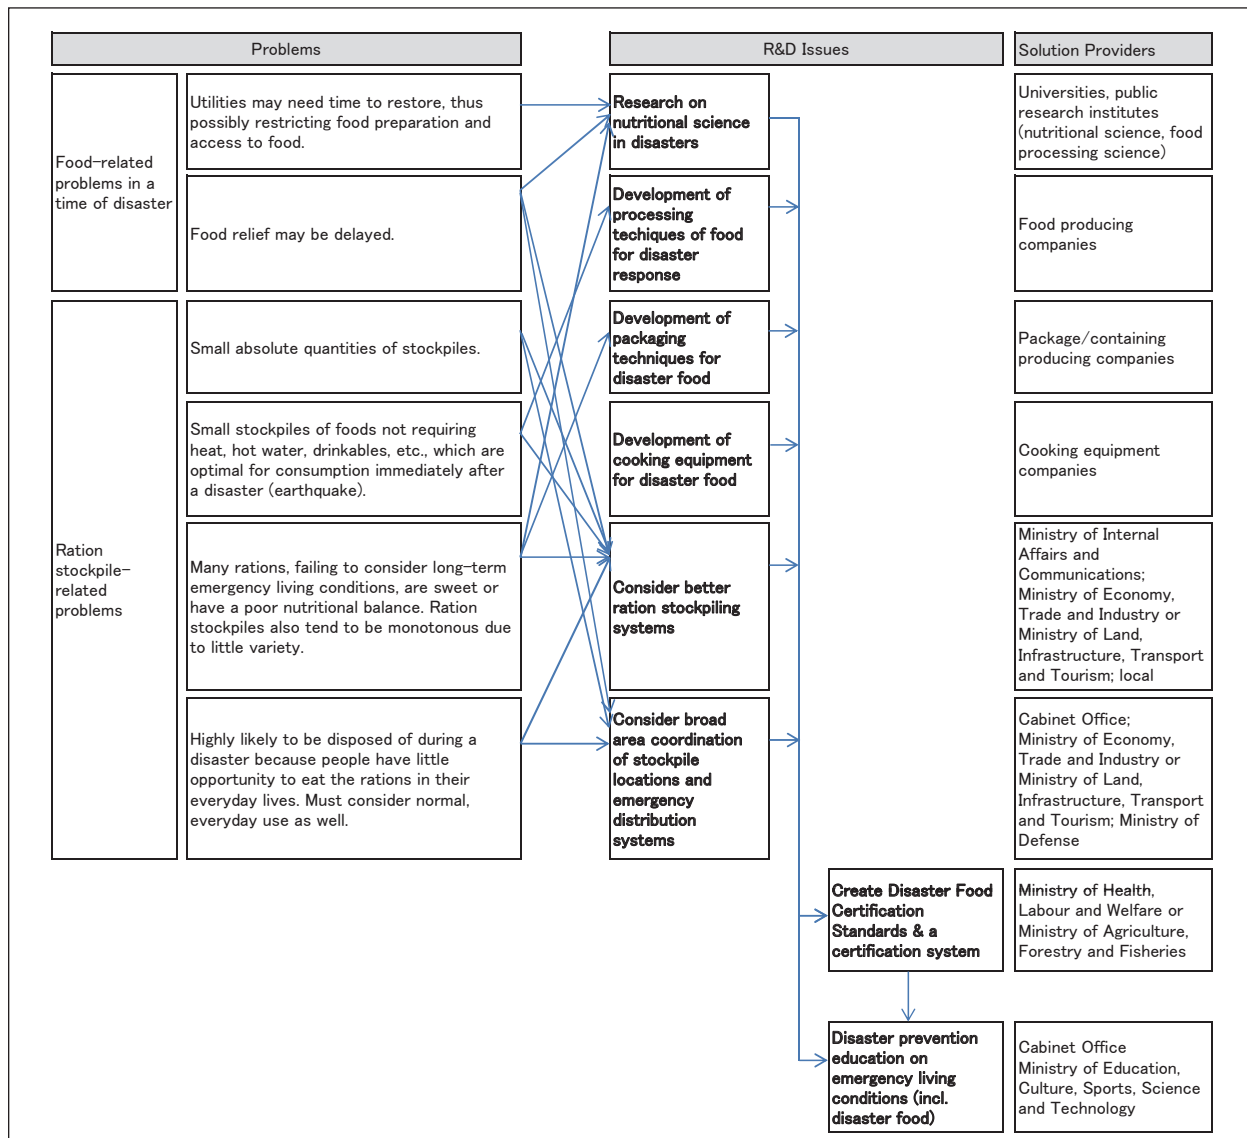 Problems
R&D Issues
Solution Providers
Food-related
problems in a
time of disaster
Utilities may need time to restore, thus
possibly restricting food preparation and
access to food.
Research on
nutritional science
in disasters
Universities, public
research institutes
(nutritional science, food
processing science)
Food relief may be delayed.
Development of
processing
techiques of food
for disaster
response
Food producing
companies
Ration
stockpile-
related
problems
Small absolute quantities of stockpiles.
Development of
packaging
techniques for
disaster food
Package/containing
producing companies
Small stockpiles of foods not requiring
heat, hot water, drinkables, etc., which are
optimal for consumption immediately after
a disaster (earthquake).
Development of
cooking equipment
for disaster food
Cooking equipment
companies
Many rations, failing to consider long-term
emergency living conditions, are sweet or
have a poor nutritional balance. Ration
stockpiles also tend to be monotonous due
to little variety.
Consider better
ration stockpiling
systems
Ministry of Internal
Affairs and
Communications;
Ministry of Economy,
Trade and Industry or
Ministry of Land,
Infrastructure, Transport
and Tourism; local
Highly likely to be disposed of during a
disaster because people have little
opportunity to eat the rations in their
everyday lives. Must consider normal,
everyday use as well.
Consider broad
area coordination
of stockpile
locations and
emergency
distribution
systems
Cabinet Office;
Ministry of Economy,
Trade and Industry or
Ministry of Land,
Infrastructure, Transport
and Tourism; Ministry of
Defense
Create Disaster Food
Certification
Standards & a
certification system
Ministry of Health,
Labour and Welfare or
Ministry of Agriculture,
Forestry and Fisheries
Disaster prevention
education on
emergency living
conditions (incl.
disaster food)
Cabinet Office
Ministry of Education,
Culture, Sports, Science
and Technology